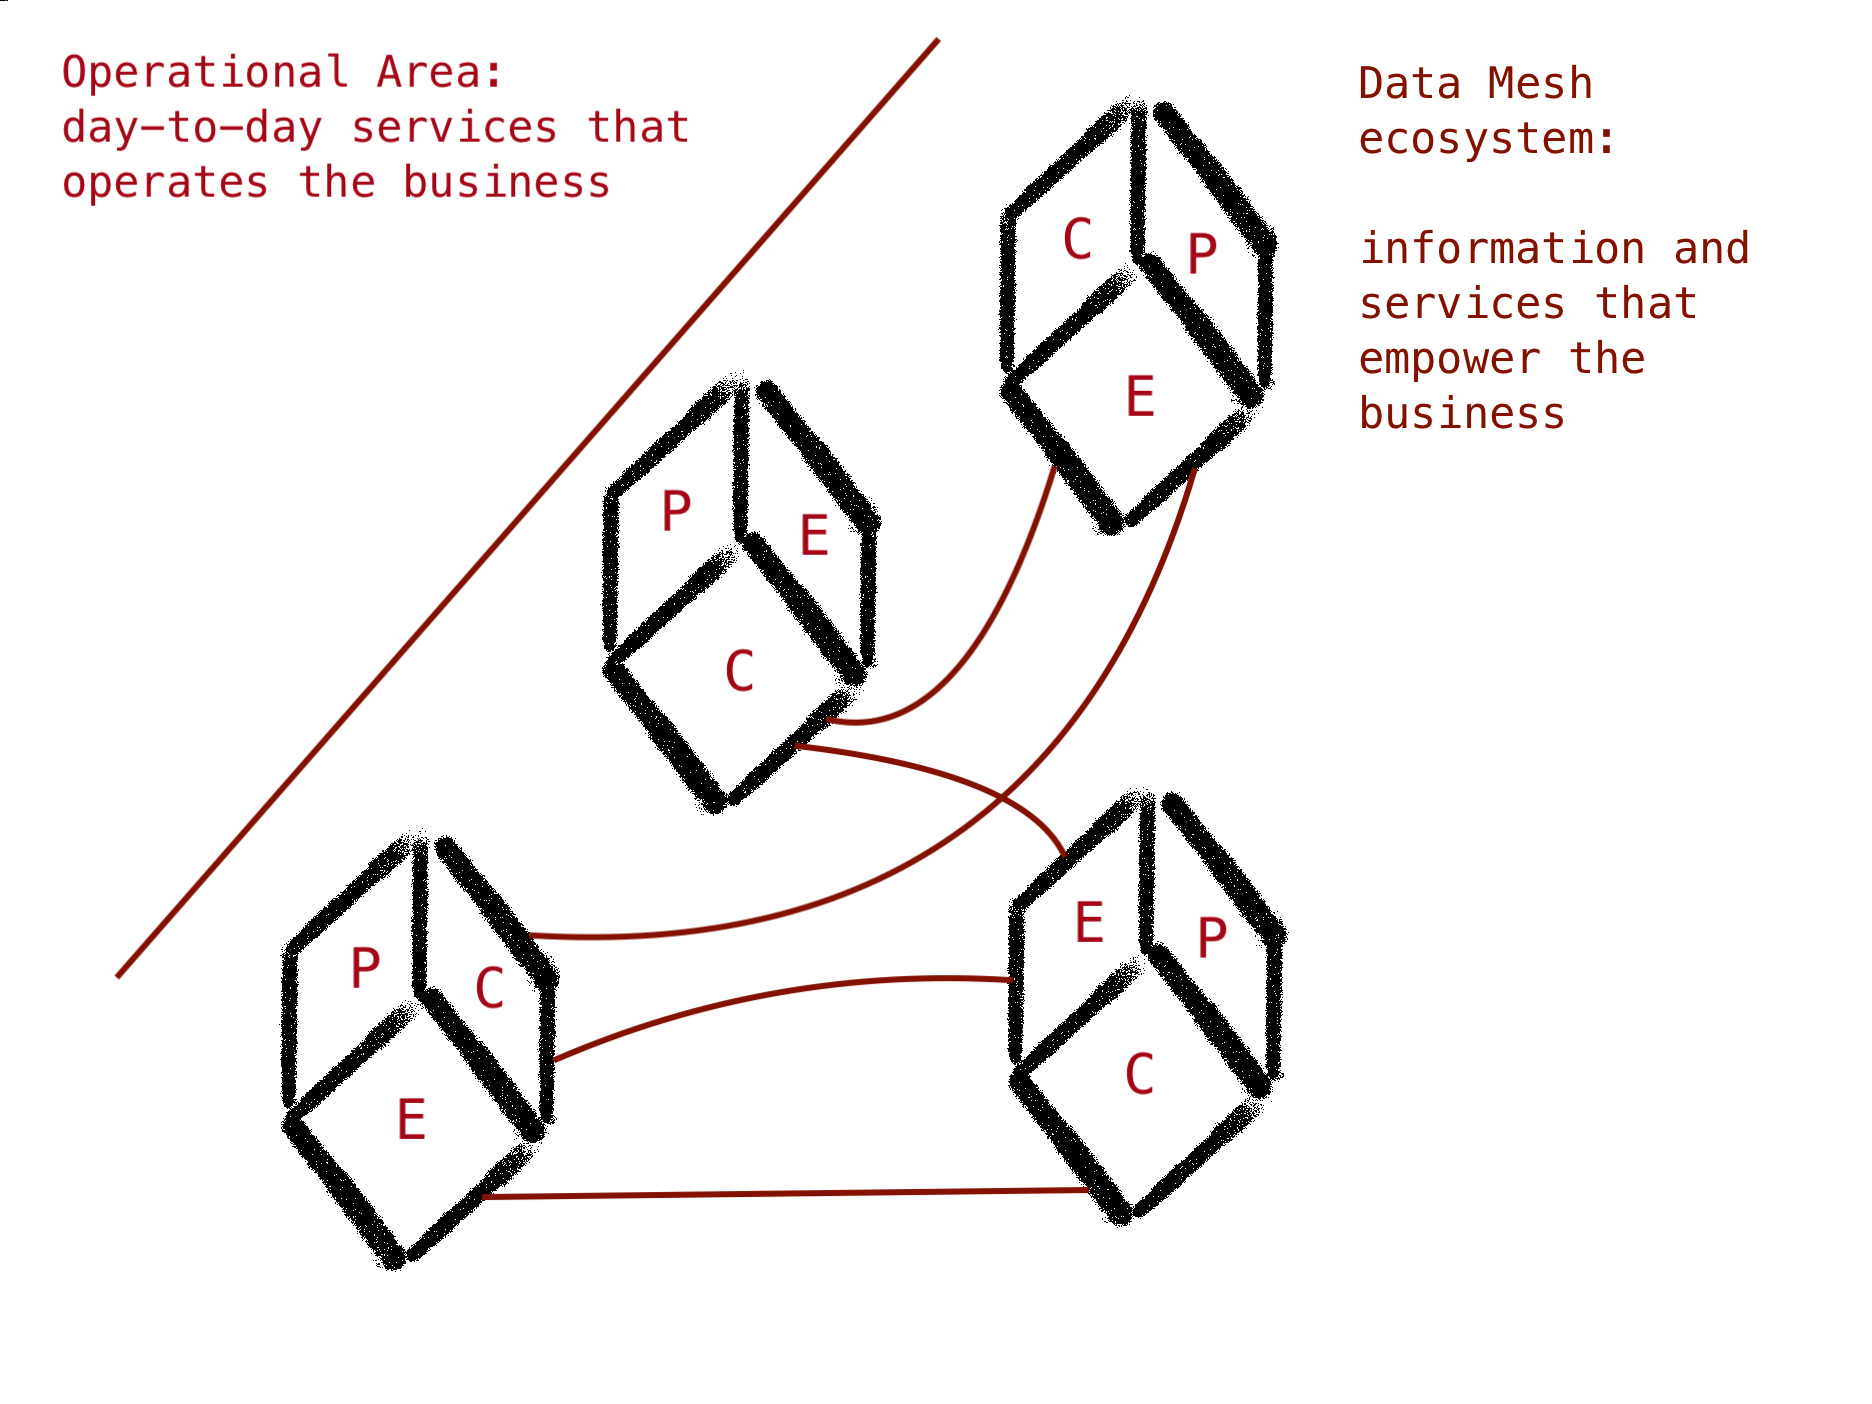 Operational Area:
day-to-day services that
operates the business
Data Mesh
ecosystem:
information and
services that
empower the
business
C
P
E
P
E
C
P
C
E
E
P
C